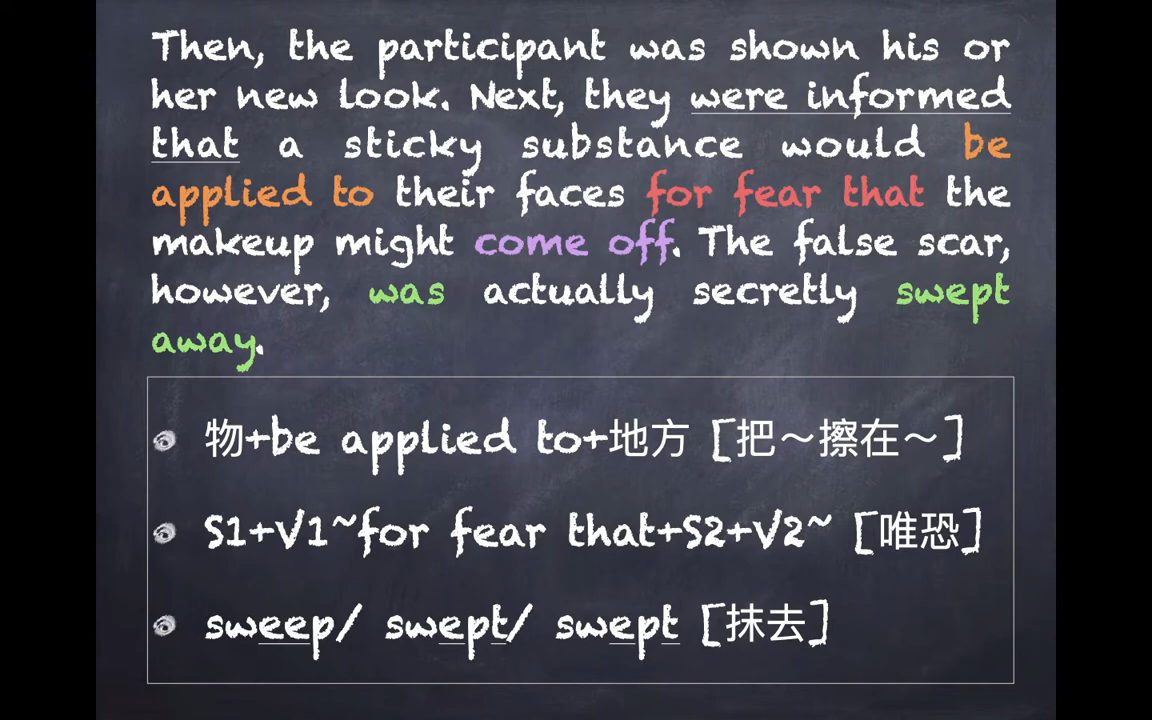 Then, the participant was shown his or
her new look. Next, they were informed
that a sticky substance would be
applied to their faces for fear that the
makeup might come off. The false scar,
however, was actually secretly swept
away.
物+be applied to+地方 [把～擦在～]
S1+V1~for fear that+S2+V2~ [唯恐]
sweep/ swept/ swept [抹去]